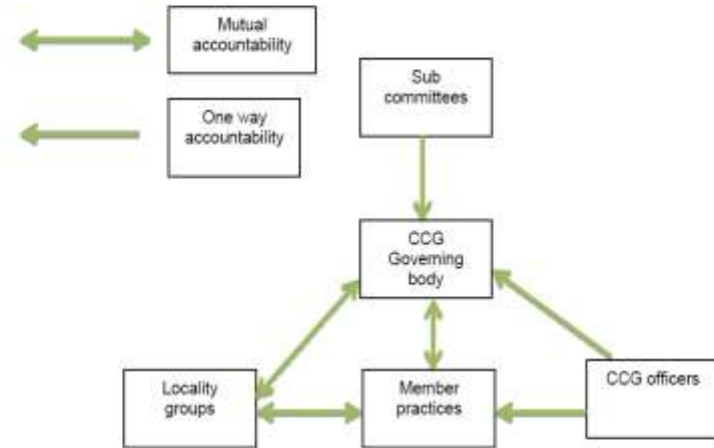 Mutual
accountability
One way
accountability
Sub
committees
CCG
Governing
body
Locality
groups
Member
practices
CCG officers